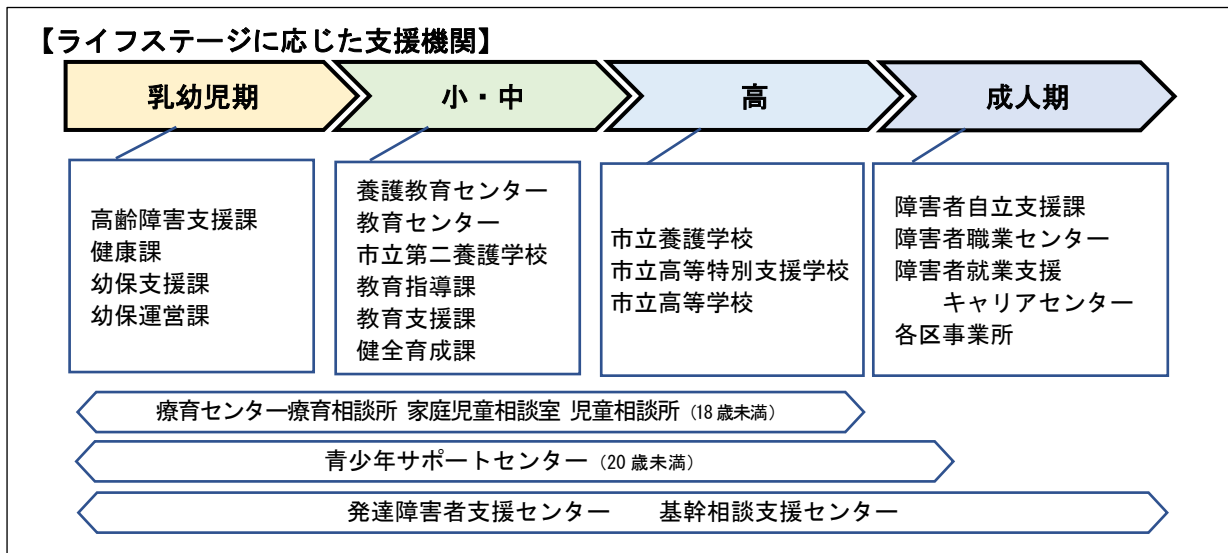 【ライフステージに応じた支援機関】
乳幼児期
小・中
高
成人期
高齢障害支援課
健康課
幼保支援課
幼保運営課
養護教育センター
教育センター
市立第二養護学校
教育指導課
教育支援課
健全育成課
市立養護学校
市立高等特別支援学校
市立高等学校
障害者自立支援課
障害者職業センター
障害者就業支援
キャリアセンター
各区事業所
療育センター療育相談所 家庭児童相談室 児童相談所 (18歳未満)
青少年サポートセンター (20歳未満)
発達障害者支援センター 基幹相談支援センター